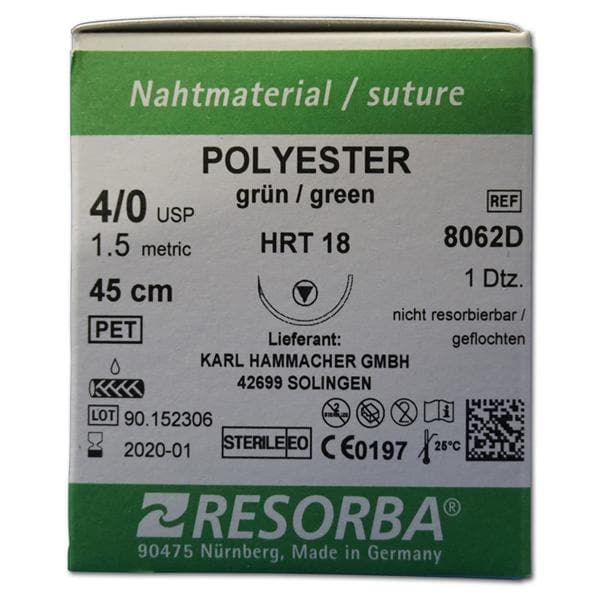 Nahtmaterial / suture
POLYESTER
grün / green
4/0 USP
1.5 metric
45 cm
PET
HRT 18
REF
8062D
1 Dtz.
nicht resorbierbar /
geflochten
Lieferant:
KARL HAMMACHER GMBH
42699 SOLINGEN
LOT 90.152306
2020-01
STERILE EO
CE0197
25°C
RESORBA®
90475 Nürnberg, Made in Germany